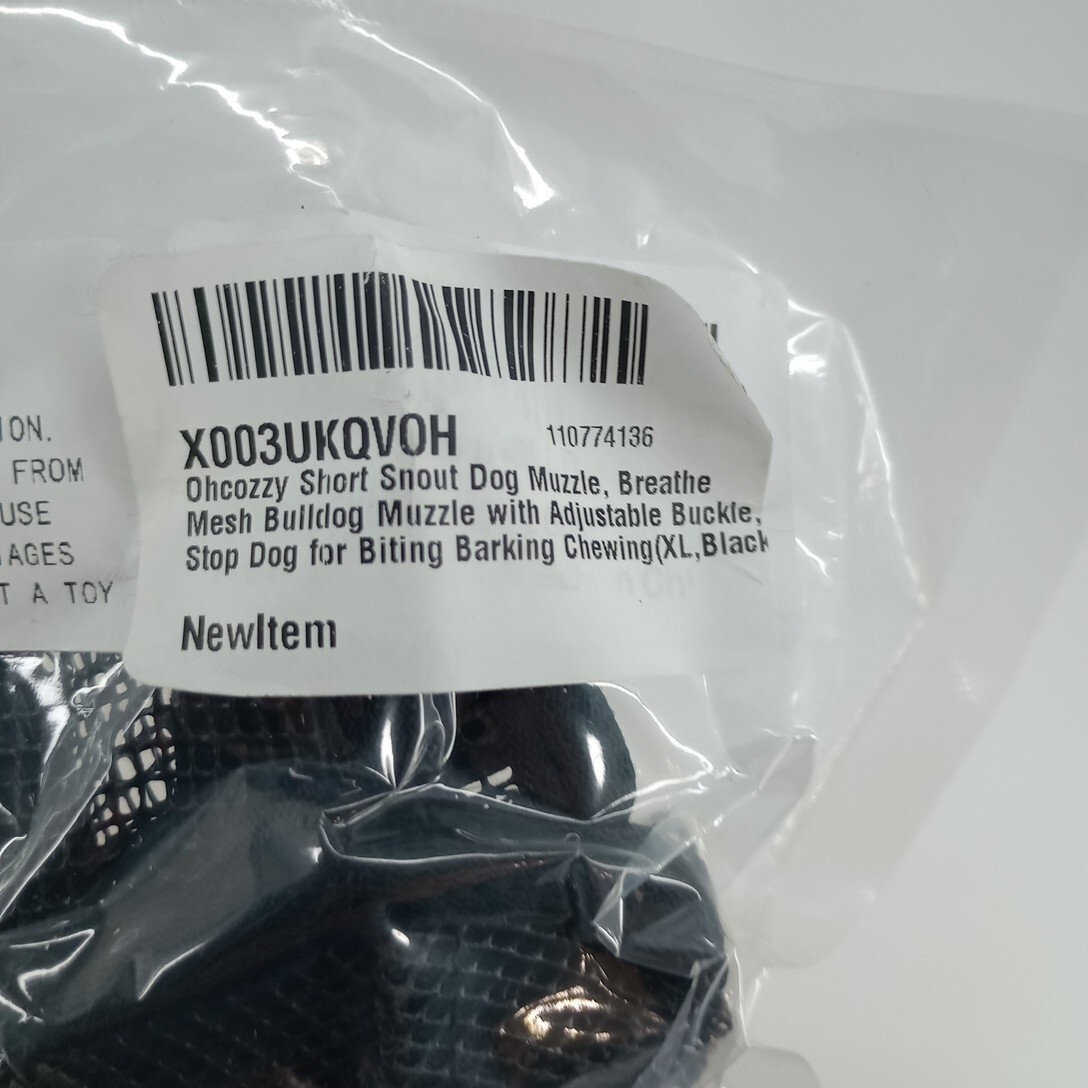 X003UKQVOH
110774136
Ohcozzy Short Snout Dog Muzzle, Breathe
Mesh Bulldog Muzzle with Adjustable Buckle,
Stop Dog for Biting Barking Chewing(XL,Black
NewItem
ION.
FROM
USE
T A TOY